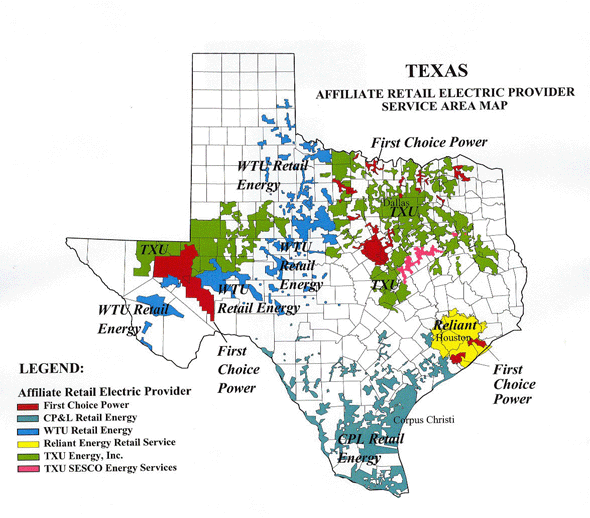 TEXAS
AFFILIATE RETAIL ELECTRIC PROVIDER
SERVICE AREA MAP
First Choice Power
WTU Retail
Energy
Dallas
TXU
TXU
WTU
Retail
Energy
WTU
Retail Energy
TXU
WTU Retail
Energy
Reliant
Houston
First
Choice
Power
First
Choice
Power
Corpus Christi
CPL Retail
Energy
LEGEND:
Affiliate Retail Electric Provider
First Choice Power
CP&L Retail Energy
WTU Retail Energy
Reliant Energy Retail Service
TXU Energy, Inc.
TXU SESCO Energy Services